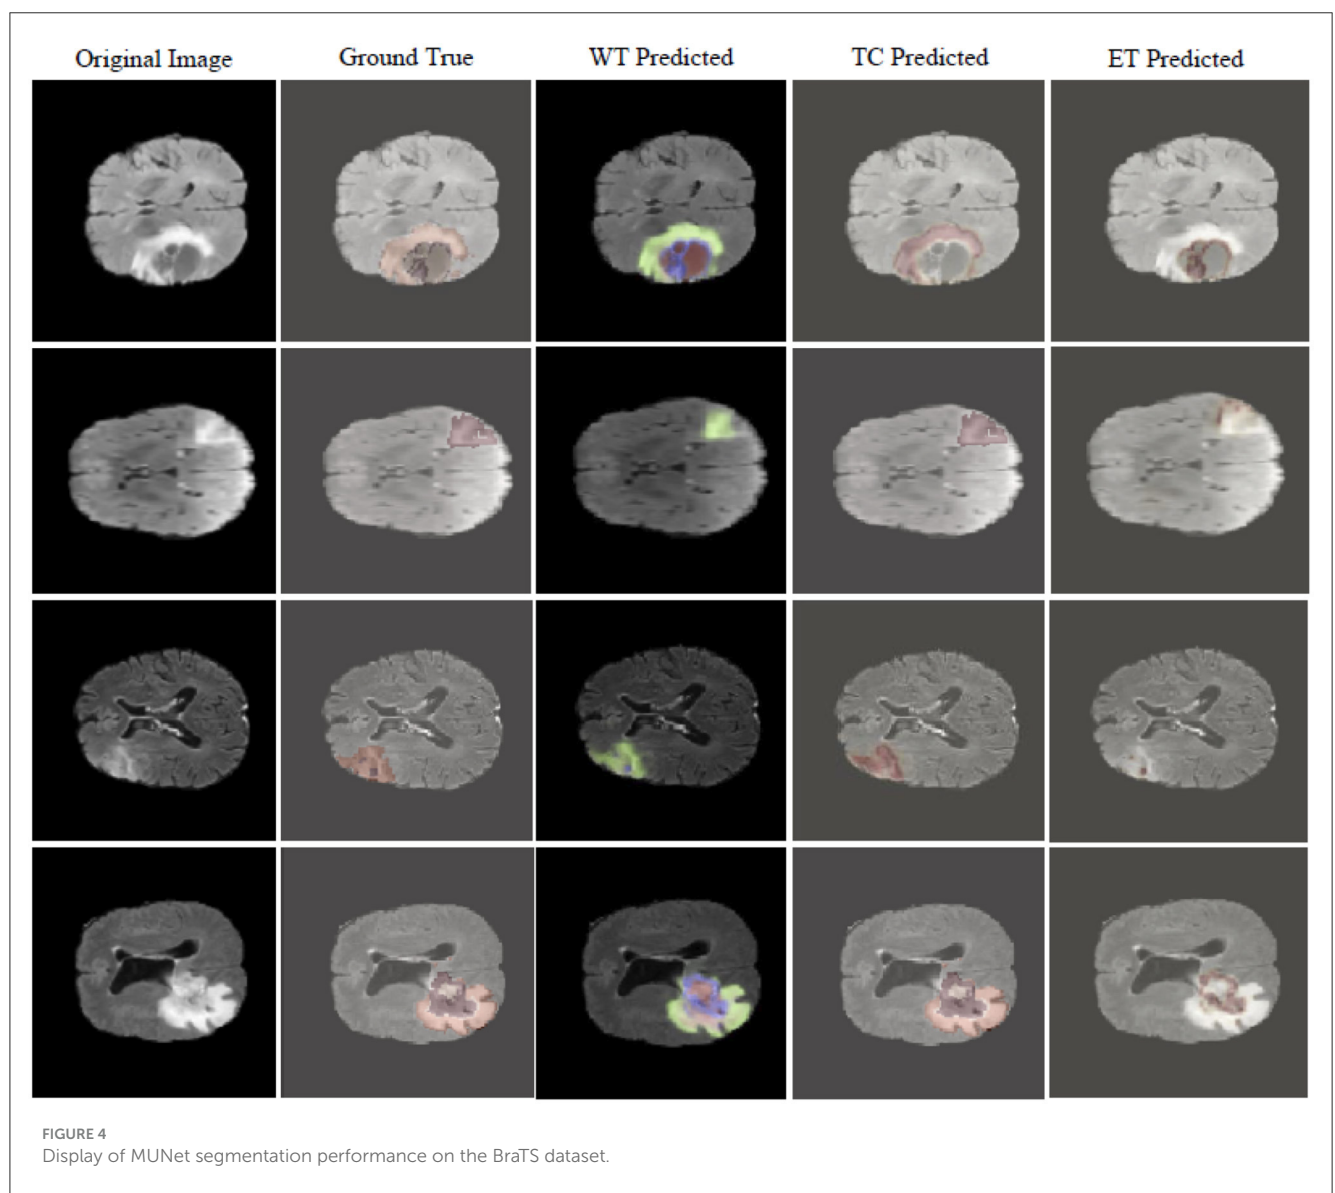 Original Image Ground True WT Predicted TC Predicted ET Predicted
FIGURE 4
Display of MUNet segmentation performance on the BraTS dataset.